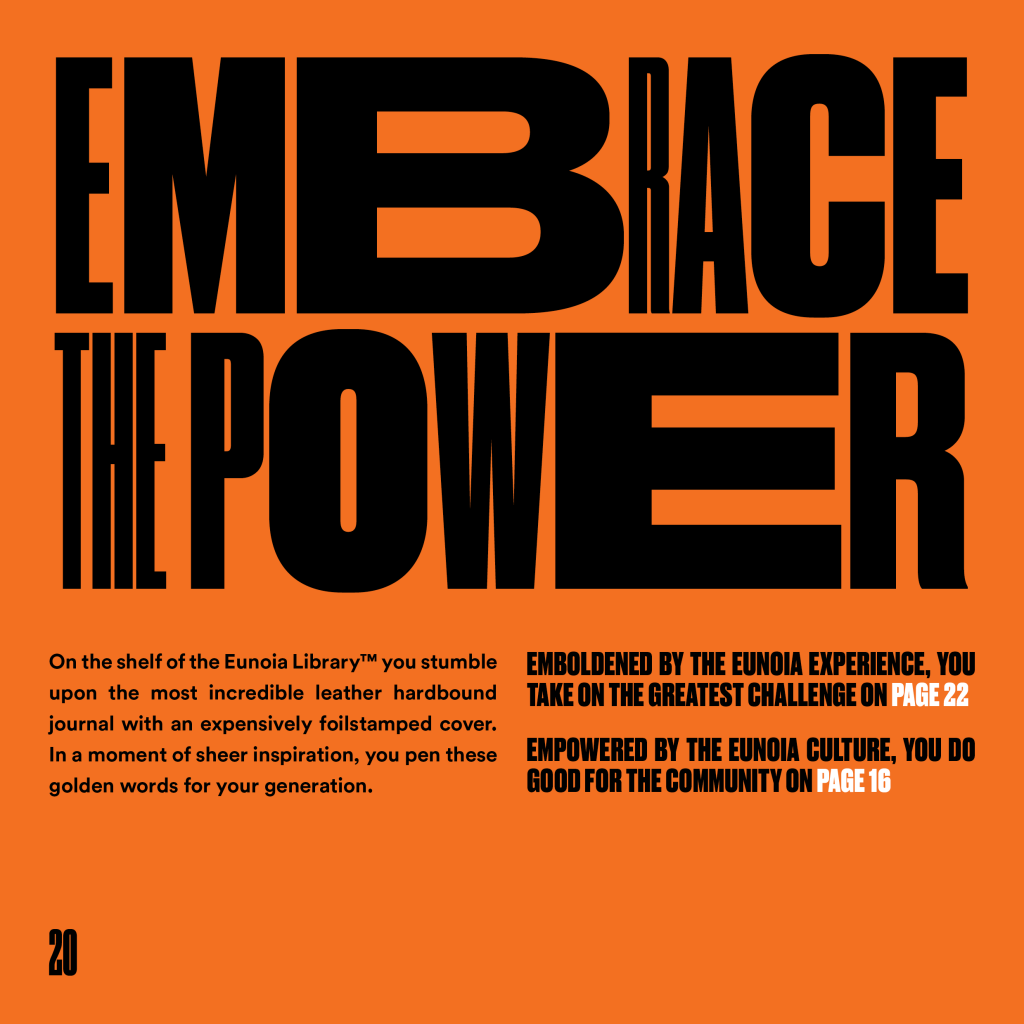 EMBRACE
THE POWER
On the shelf of the Eunoia Library™ you stumble
upon the most incredible leather hardbound
journal with an expensively foilstamped cover.
In a moment of sheer inspiration, you pen these
golden words for your generation.
EMBOLDENED BY THE EUNOIA EXPERIENCE, YOU
TAKE ON THE GREATEST CHALLENGE ON PAGE 22
EMPOWERED BY THE EUNOIA CULTURE, YOU DO
GOOD FOR THE COMMUNITY ON PAGE 16
20